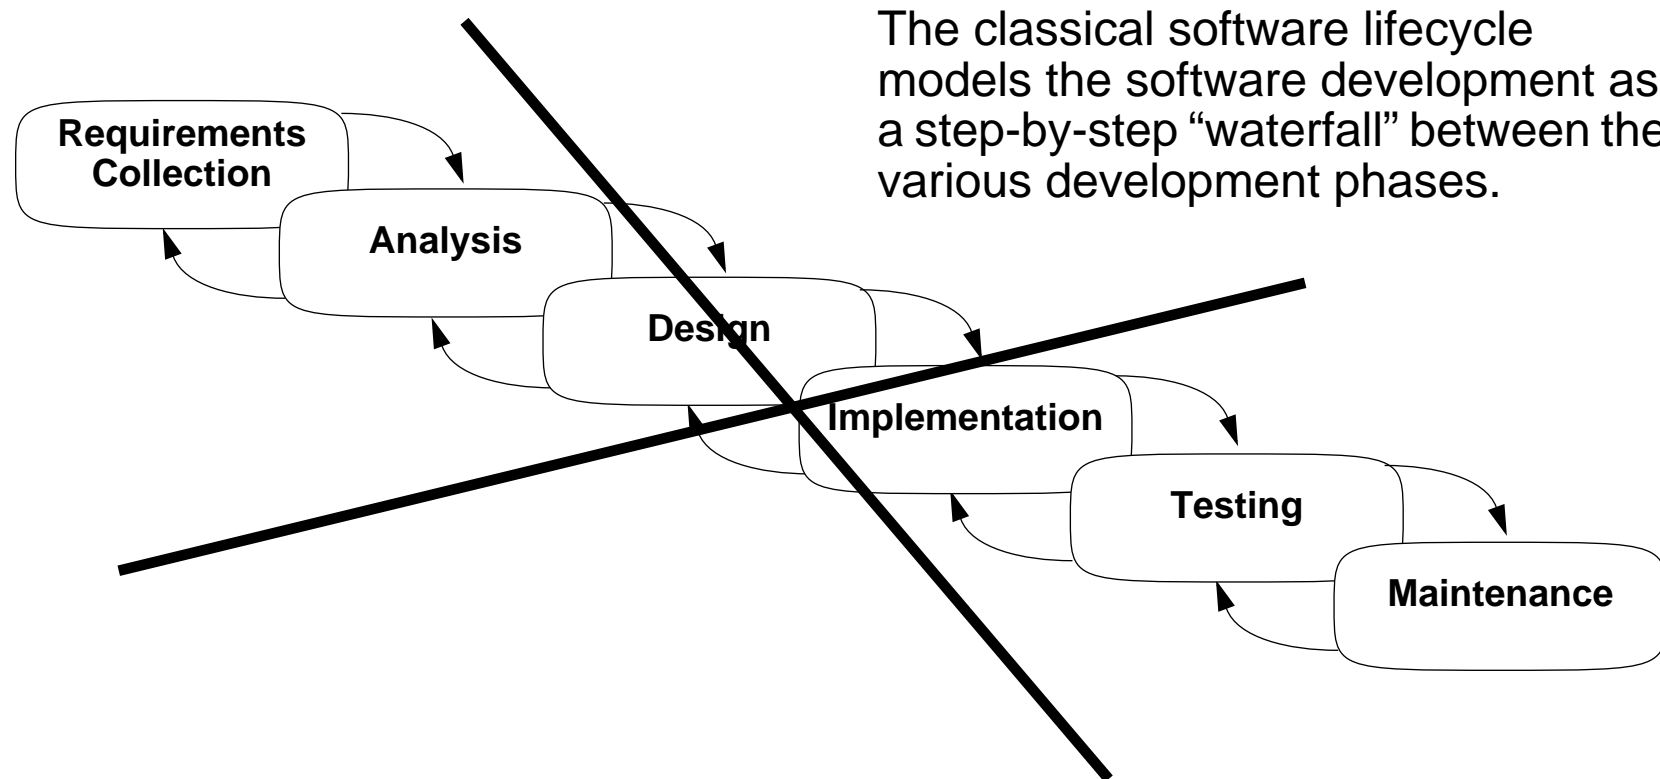 The classical software lifecycle
models the software development as
a step-by-step “waterfall” between the
various development phases.
Requirements
Collection
Analysis
Design
Implementation
Testing
Maintenance